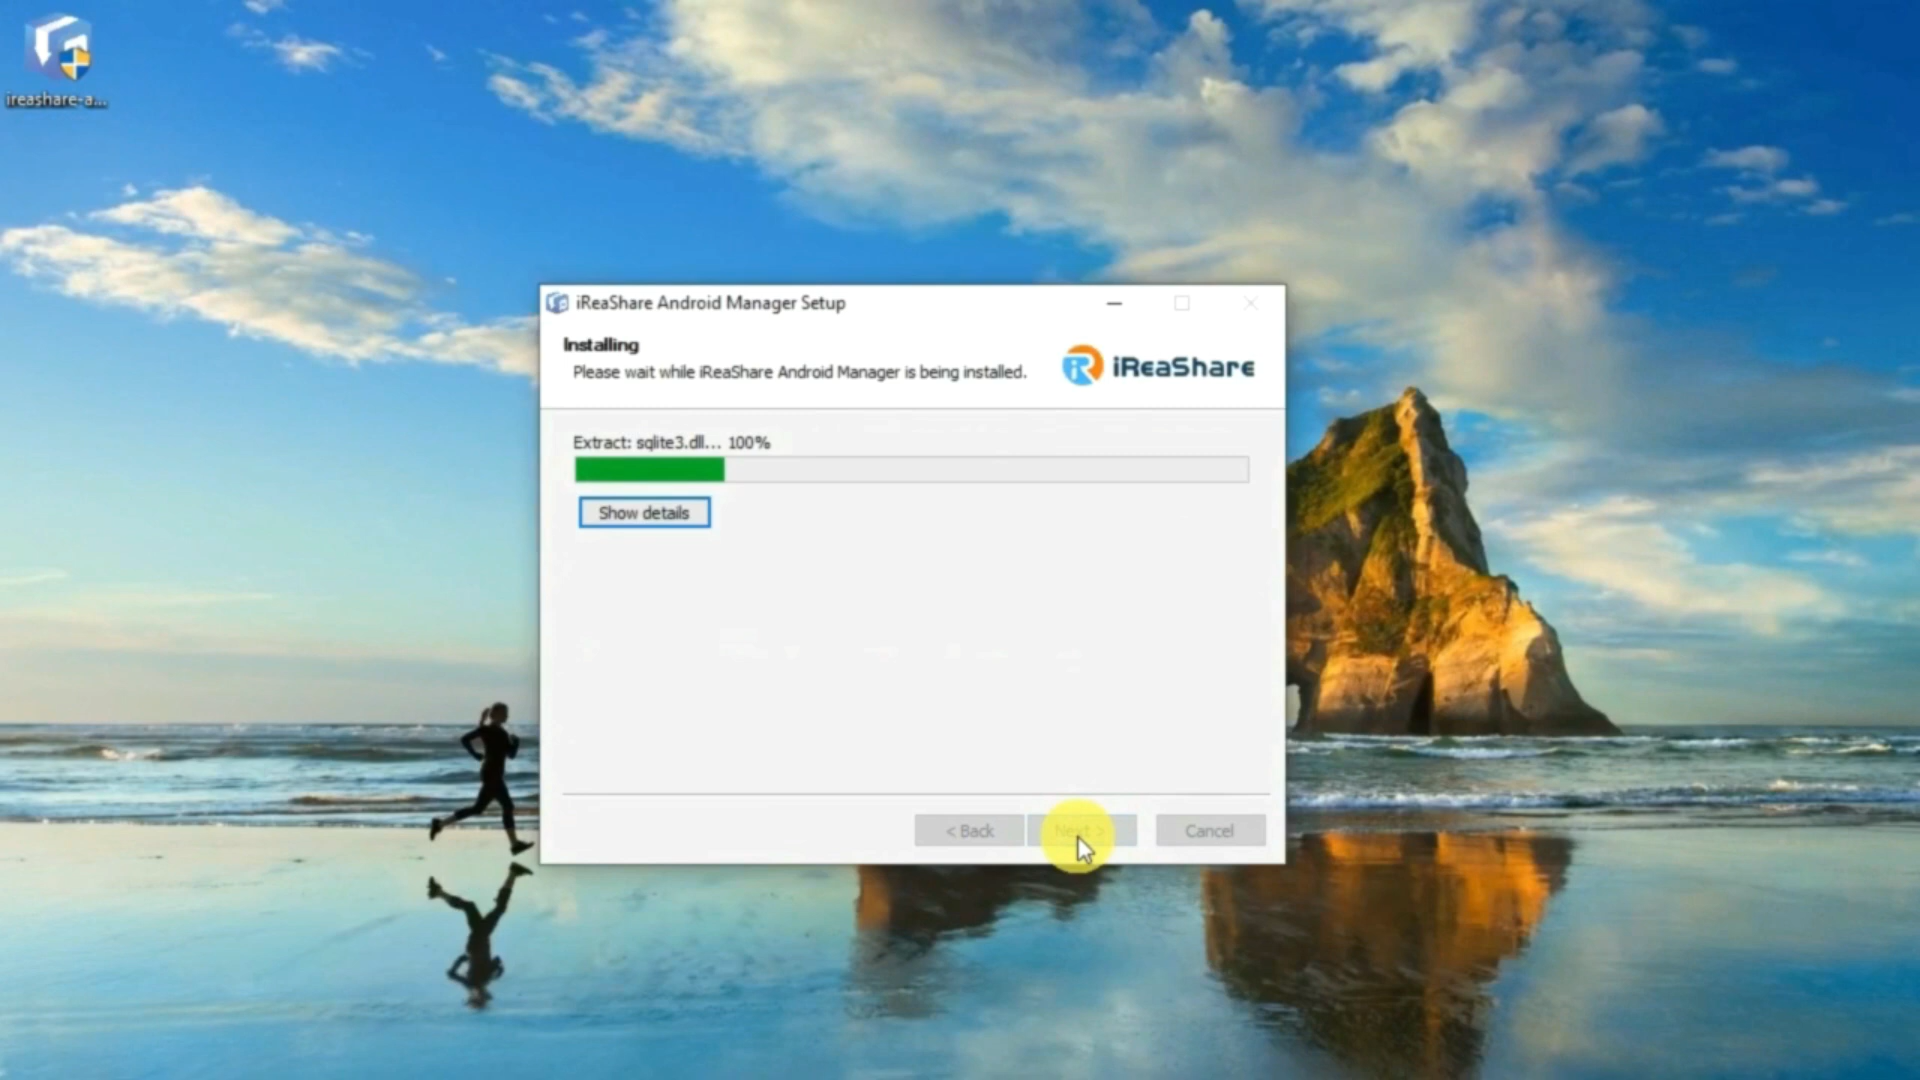 ireashare-a...
iReaShare Android Manager Setup
Installing
Please wait while iReaShare Android Manager is being installed.
iReaShare
Extract: sqlite3.dll... 100%
Show details
< Back
Next >
Cancel